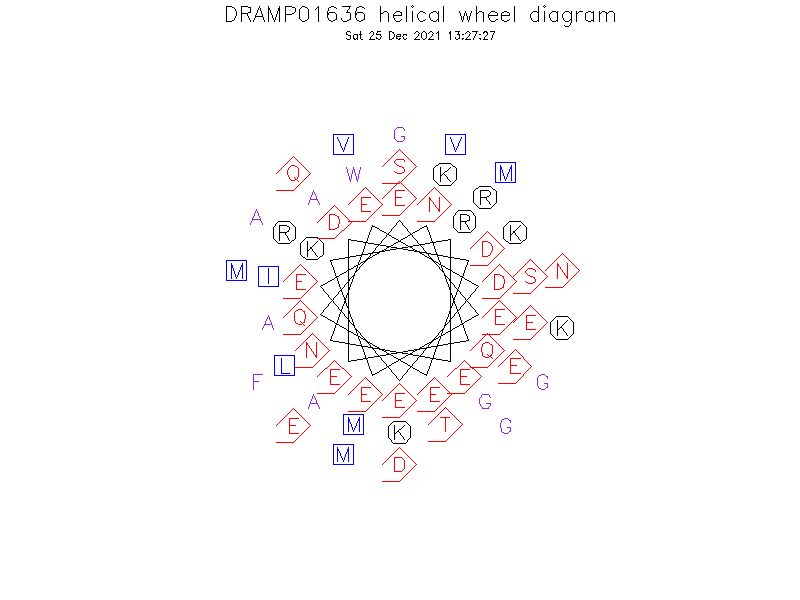 DRAMP01636 helical wheel diagram
Sat 25 Dec 2021 13:27:27
G
V V
S
Q W K M
A E E N R
A D R K
R K D
M I E D S N
A Q E E K
N Q
F L E E E G
A E E E G
E M K T G
M D